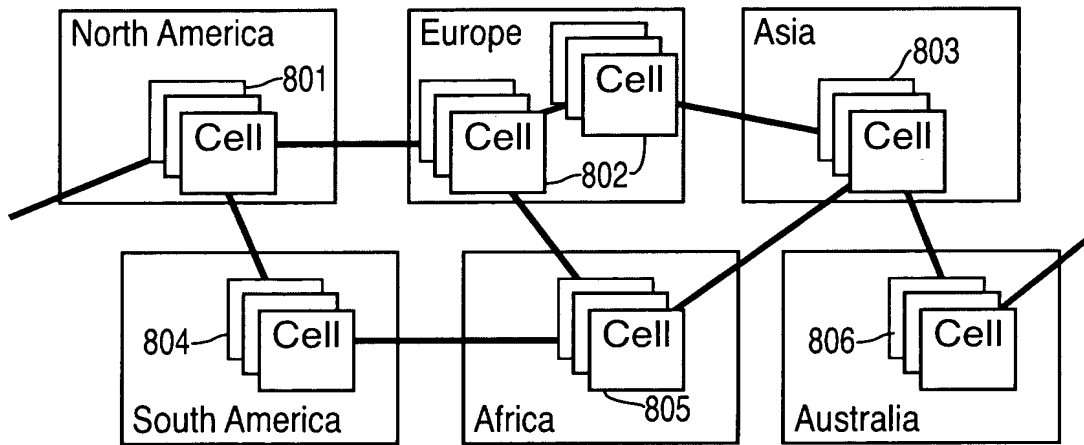 North America
801
Cell
Europe
Cell
Cell
802
Asia
803
Cell
804
Cell
South America
Cell
Africa
805
806
Cell
Australia